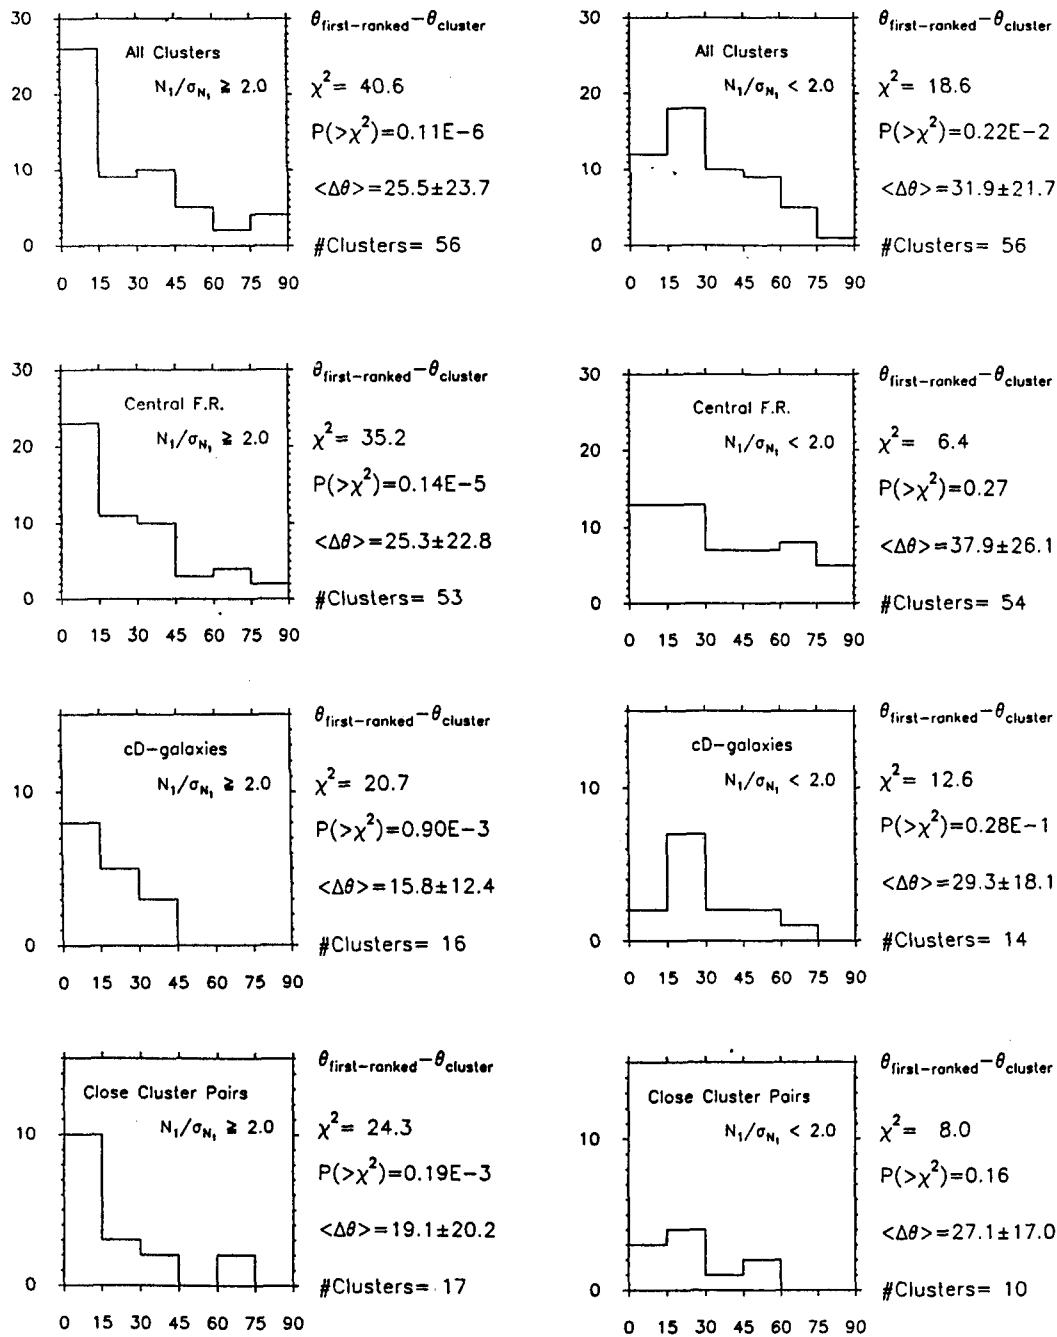 30
20
10
0
All Clusters
N₁/σ_N₁ ≧ 2.0
0 15 30 45 60 75 90
θfirst-ranked-θcluster
χ²= 40.6
P(>χ²)=0.11E-6
<Δθ>=25.5±23.7
#Clusters= 56
30
20
10
0
All Clusters
N₁/σ_N₁ < 2.0
0 15 30 45 60 75 90
θfirst-ranked-θcluster
χ²= 18.6
P(>χ²)=0.22E-2
<Δθ>=31.9±21.7
#Clusters= 56
30
20
10
0
Central F.R.
N₁/σ_N₁ ≧ 2.0
0 15 30 45 60 75 90
θfirst-ranked-θcluster
χ²= 35.2
P(>χ²)=0.14E-5
<Δθ>=25.3±22.8
#Clusters= 53
30
20
10
0
Central F.R.
N₁/σ_N₁ < 2.0
0 15 30 45 60 75 90
θfirst-ranked-θcluster
χ²= 6.4
P(>χ²)=0.27
<Δθ>=37.9±26.1
#Clusters= 54
10
0
cD-galaxies
N₁/σ_N₁ ≧ 2.0
0 15 30 45 60 75 90
θfirst-ranked-θcluster
χ²= 20.7
P(>χ²)=0.90E-3
<Δθ>=15.8±12.4
#Clusters= 16
10
0
cD-galaxies
N₁/σ_N₁ < 2.0
0 15 30 45 60 75 90
θfirst-ranked-θcluster
χ²= 12.6
P(>χ²)=0.28E-1
<Δθ>=29.3±18.1
#Clusters= 14
10
0
Close Cluster Pairs
N₁/σ_N₁ ≧ 2.0
0 15 30 45 60 75 90
θfirst-ranked-θcluster
χ²= 24.3
P(>χ²)=0.19E-3
<Δθ>=19.1±20.2
#Clusters= 17
10
0
Close Cluster Pairs
N₁/σ_N₁ < 2.0
0 15 30 45 60 75 90
θfirst-ranked-θcluster
χ²= 8.0
P(>χ²)=0.16
<Δθ>=27.1±17.0
#Clusters= 10